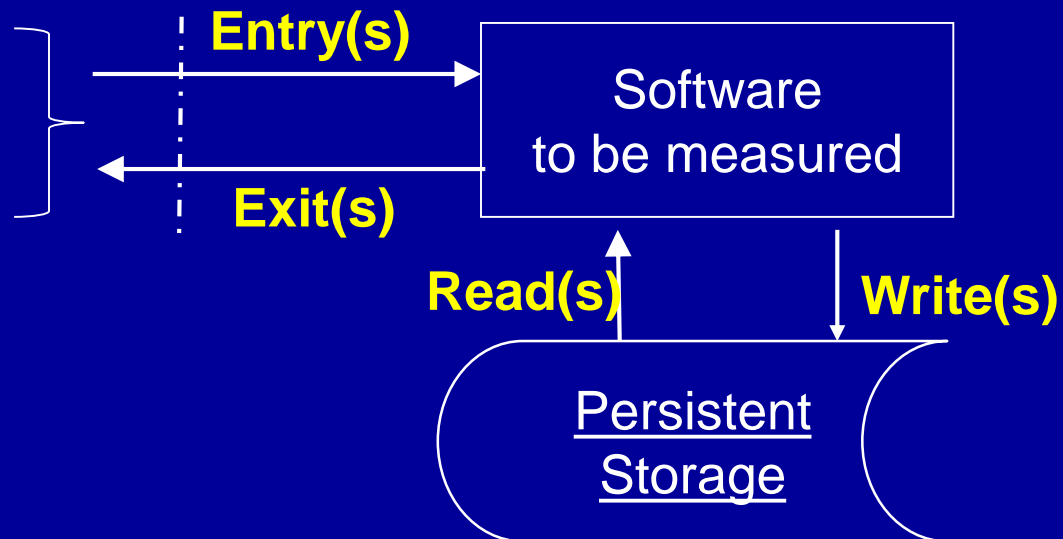 Entry(s)
Software
to be measured
Exit(s)
Read(s)
Write(s)
Persistent
Storage